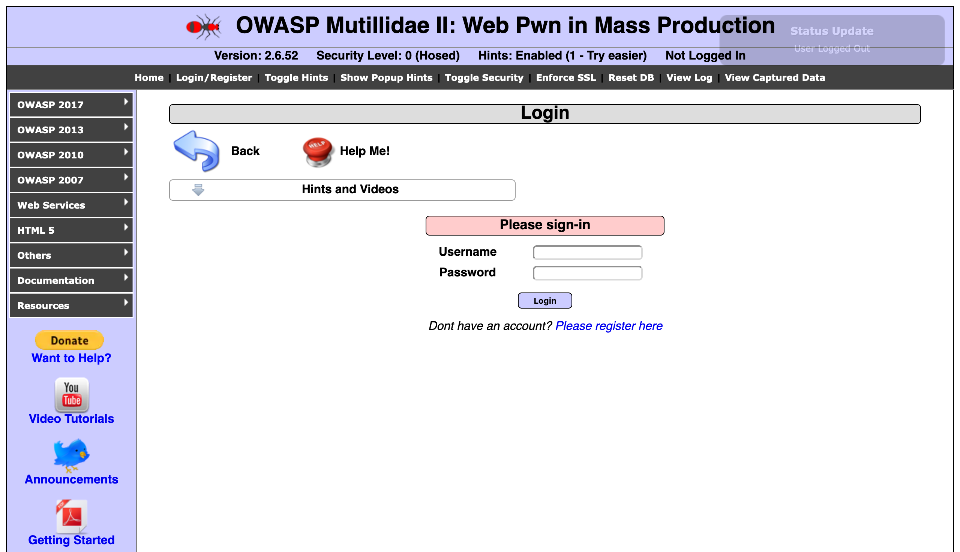 OWASP Mutillidae II: Web Pwn in Mass Production
Status Update
User Logged Out
Version: 2.6.52 Security Level: 0 (Hosed) Hints: Enabled (1 - Try easier) Not Logged In
Home | Login/Register | Toggle Hints | Show Popup Hints | Toggle Security | Enforce SSL | Reset DB | View Log | View Captured Data
OWASP 2017
OWASP 2013
OWASP 2010
OWASP 2007
Web Services
HTML 5
Others
Documentation
Resources
Donate
Want to Help?
You
Tube
Video Tutorials
Announcements
Getting Started
Login
Back
HELP
Help Me!
Hints and Videos
Please sign-in
Username
Password
Login
Dont have an account? Please register here